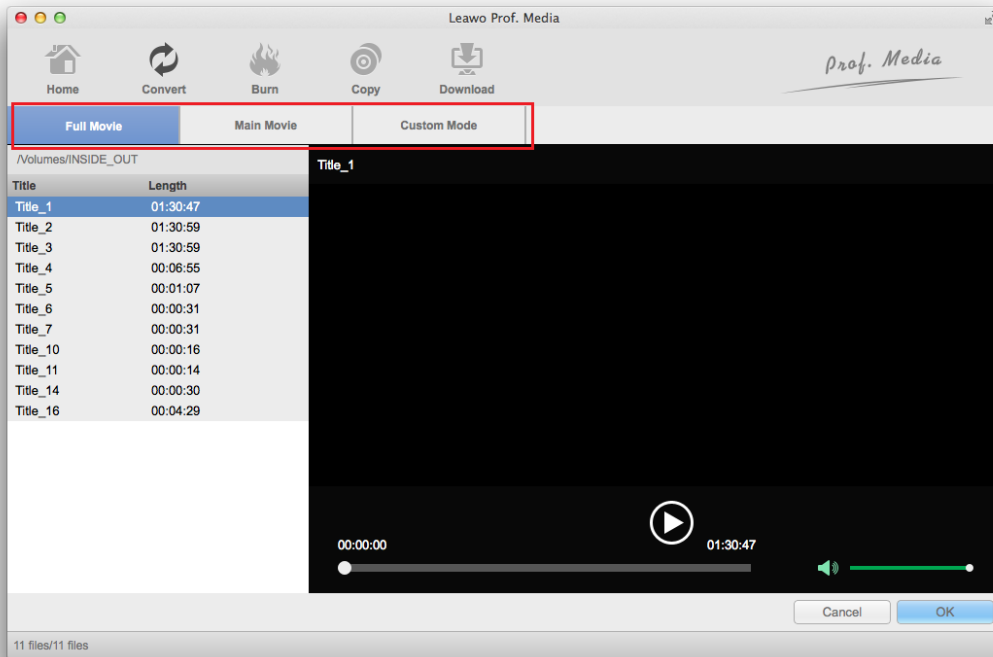 Leawo Prof. Media
Home Convert Burn Copy Download
Prof. Media
Full Movie Main Movie Custom Mode
/Volumes/INSIDE_OUT
Title_1
Title Length
Title_1 01:30:47
Title_2 01:30:59
Title_3 01:30:59
Title_4 00:06:55
Title_5 00:01:07
Title_6 00:00:31
Title_7 00:00:31
Title_10 00:00:16
Title_11 00:00:14
Title_14 00:00:30
Title_16 00:04:29
00:00:00 01:30:47
Cancel OK
11 files/11 files